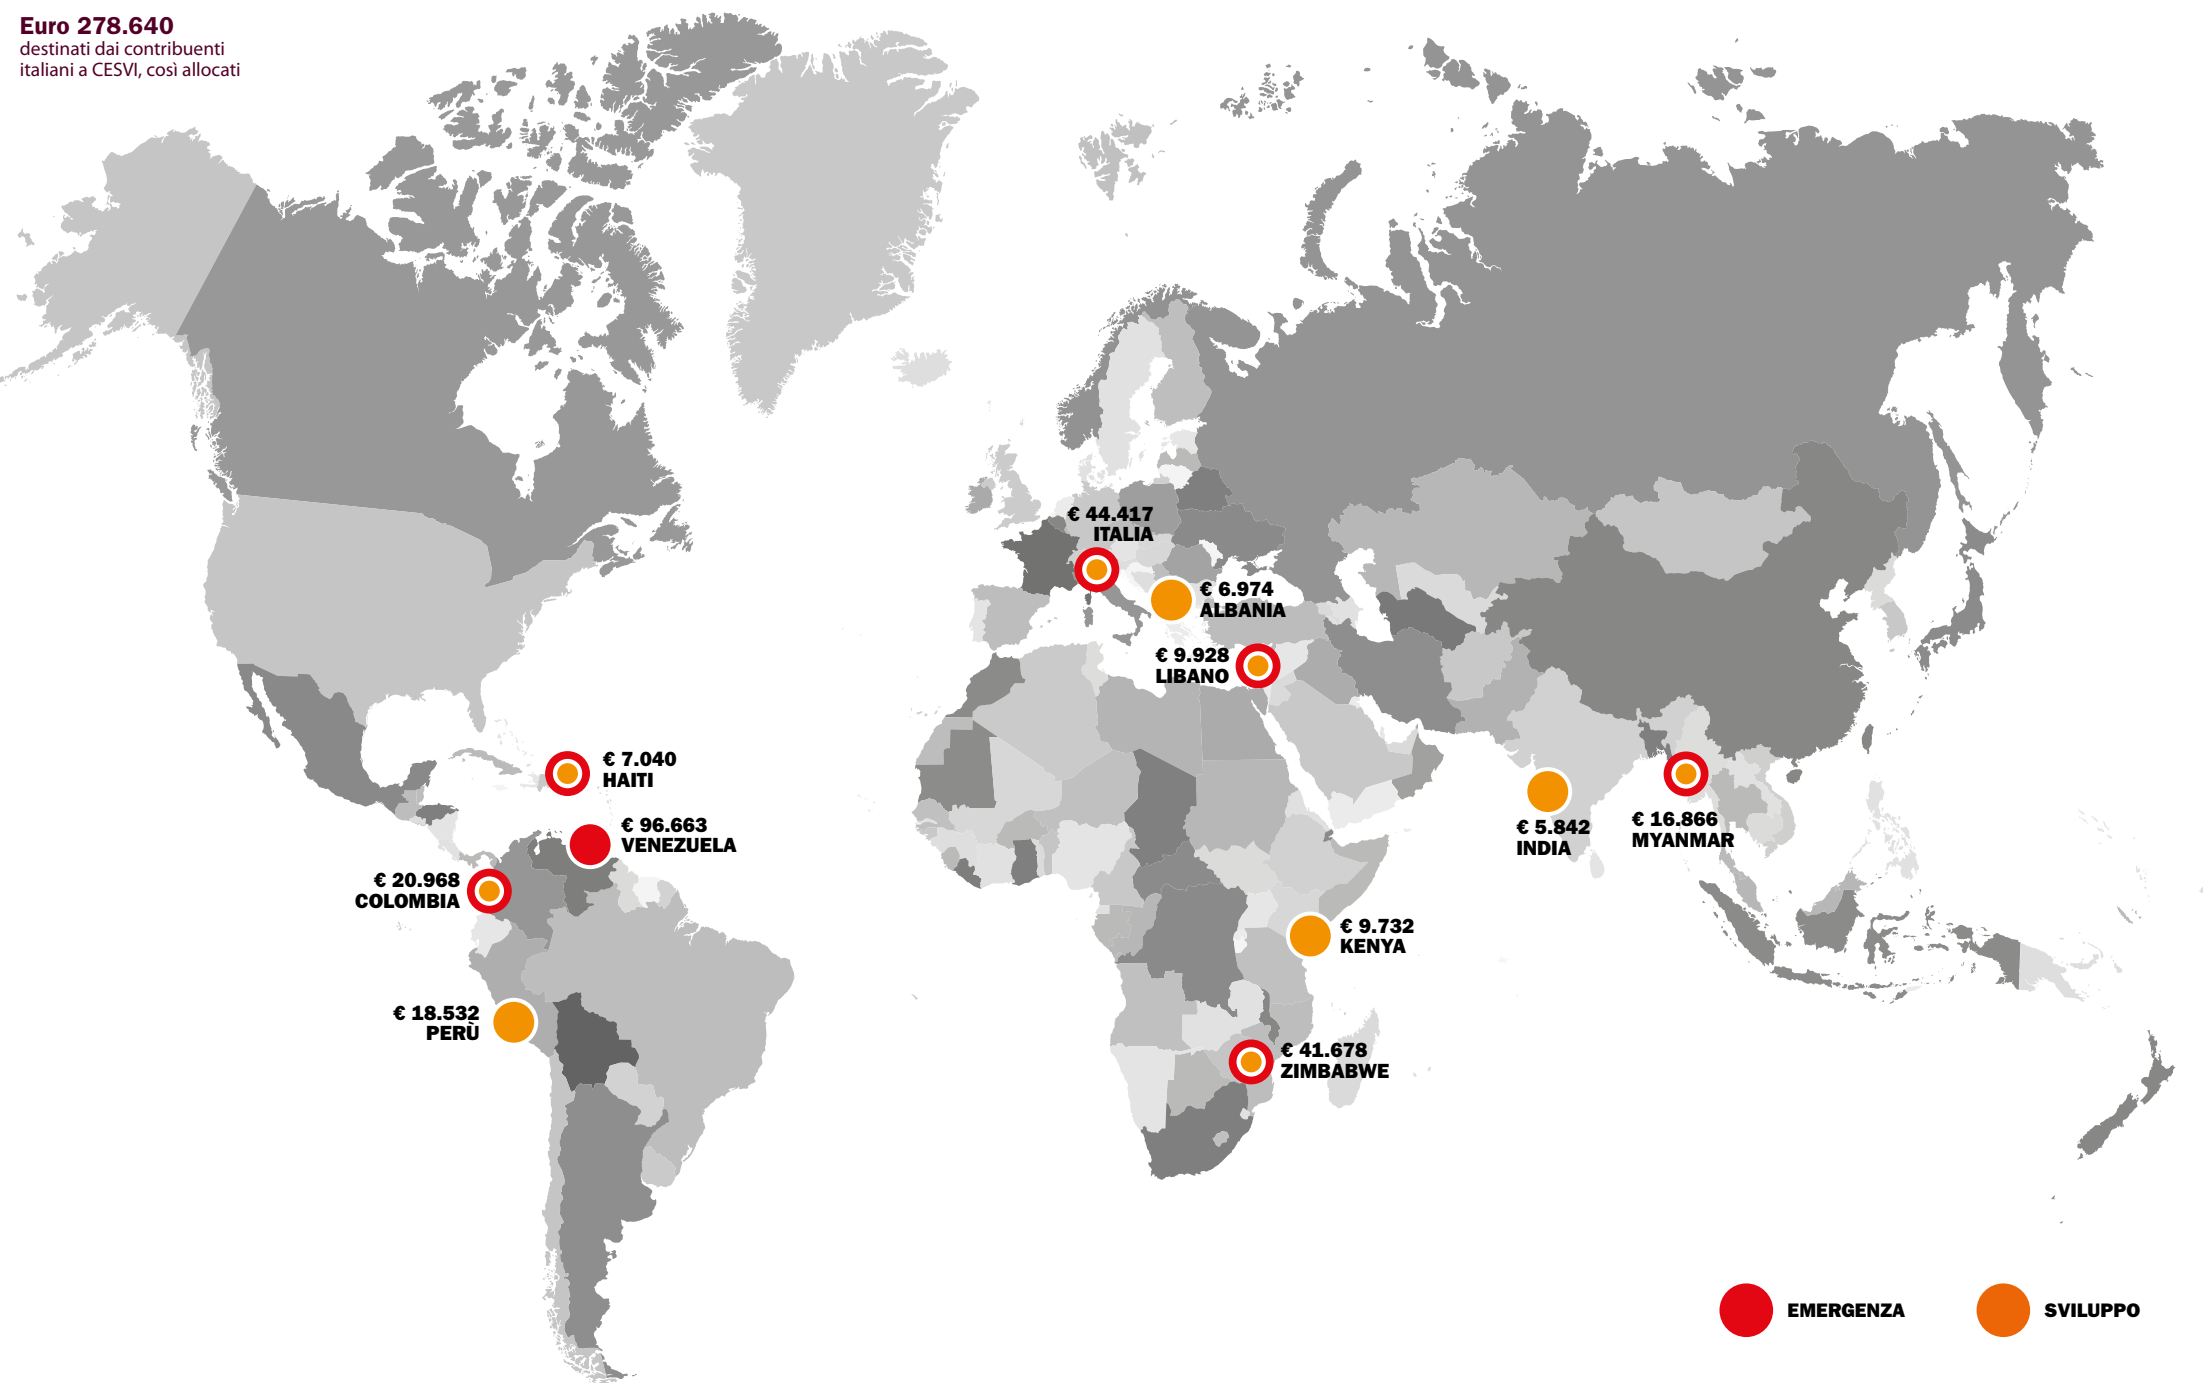 Euro 278.640
destinati dai contribuenti
italiani a CESVI, così allocati
€ 44.417
ITALIA
€ 6.974
ALBANIA
€ 9.928
LIBANO
€ 7.040
HAITI
€ 96.663
VENEZUELA
€ 20.968
COLOMBIA
€ 18.532
PERÙ
€ 5.842
INDIA
€ 16.866
MYANMAR
€ 9.732
KENYA
€ 41.678
ZIMBABWE
EMERGENZA
SVILUPPO